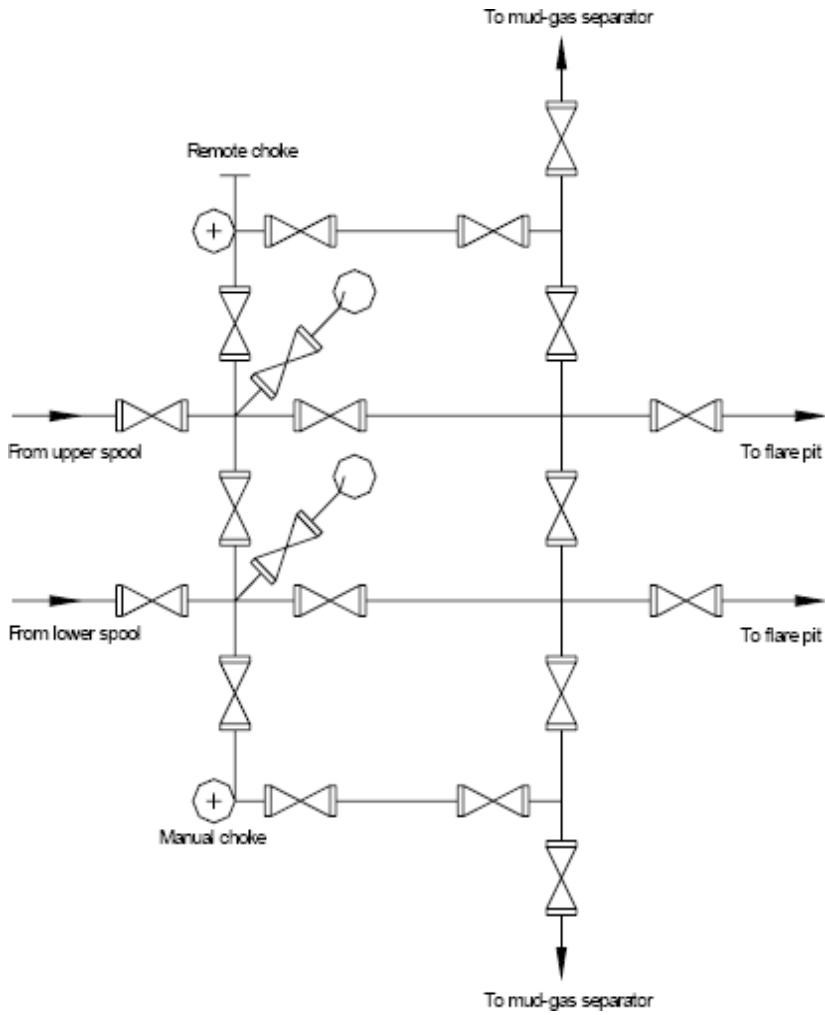 To mud-gas separator
Remote choke
From upper spool
To flare pit
From lower spool
To flare pit
Manual choke
To mud-gas separator